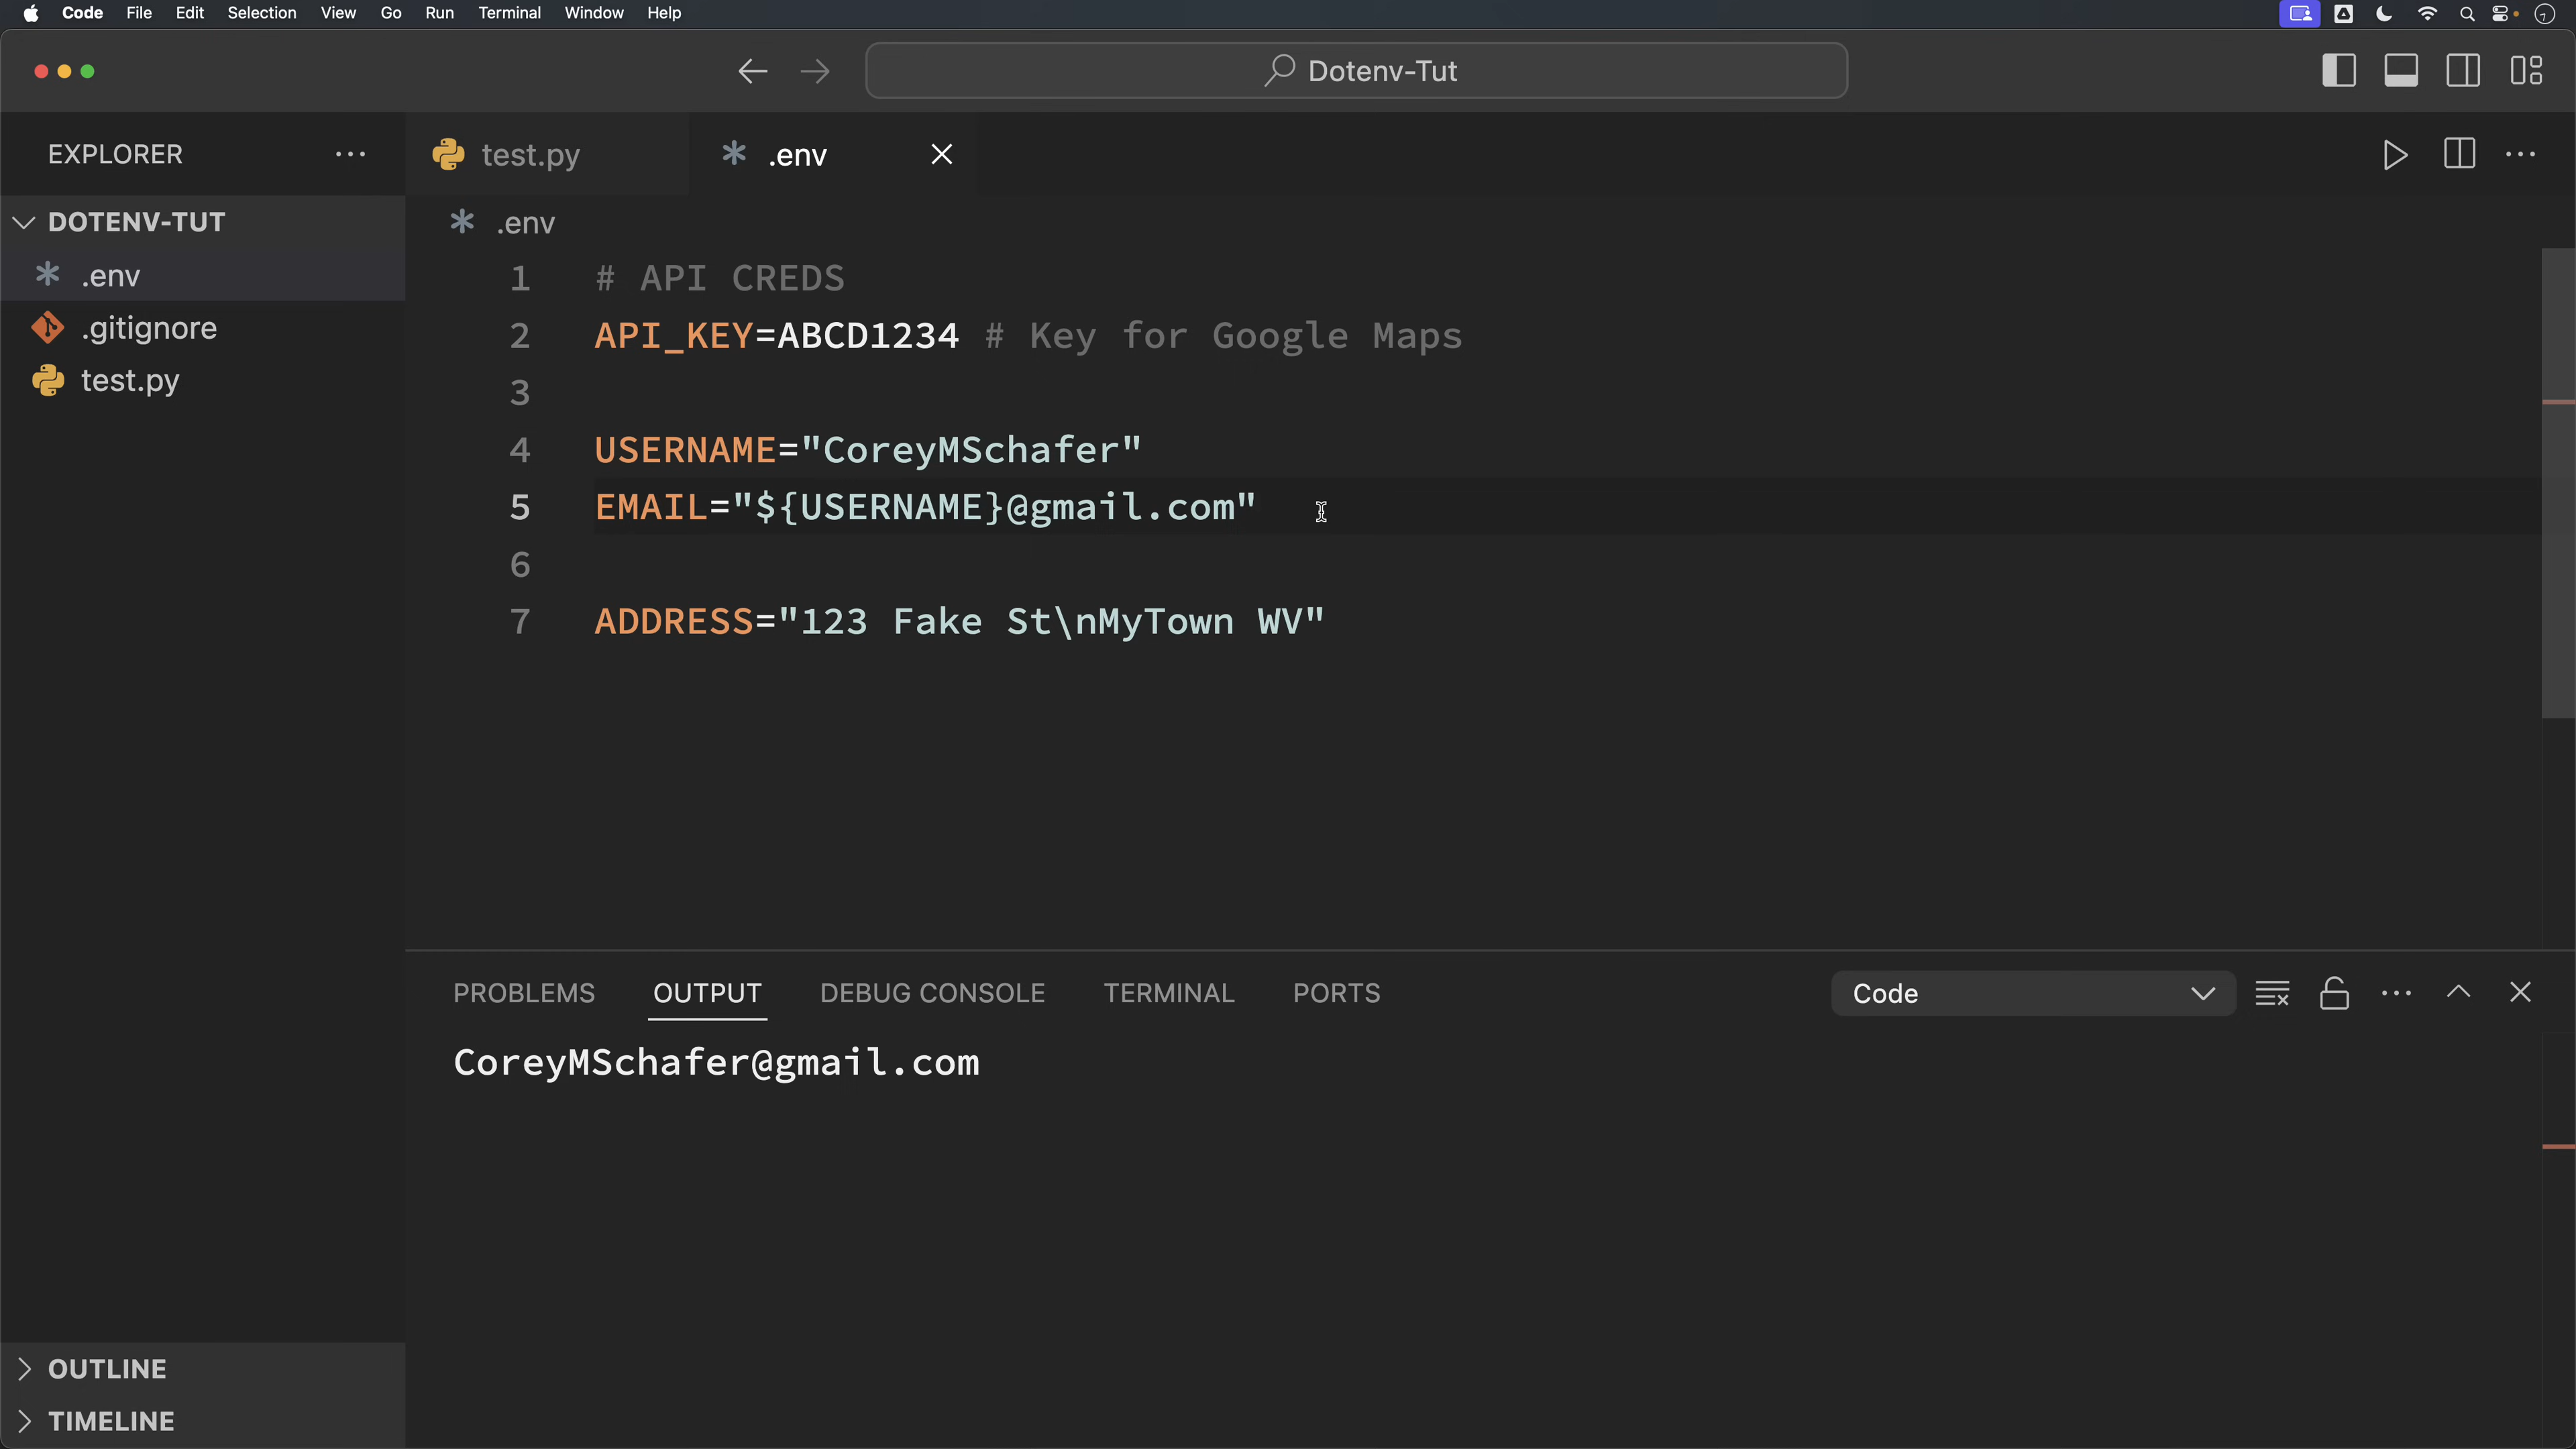 Code File Edit Selection View Go Run Terminal Window Help
Dotenv-Tut
EXPLORER
test.py
.env
DOTENV-TUT
.env
.gitignore
test.py
.env
1 # API CREDS
2 API_KEY=ABCD1234 # Key for Google Maps
3
4 USERNAME="CoreyMSchafer"
5 EMAIL="${USERNAME}@gmail.com"
6
7 ADDRESS="123 Fake St\nMyTown WV"
PROBLEMS OUTPUT DEBUG CONSOLE TERMINAL PORTS
Code
CoreyMSchafer@gmail.com
OUTLINE
TIMELINE